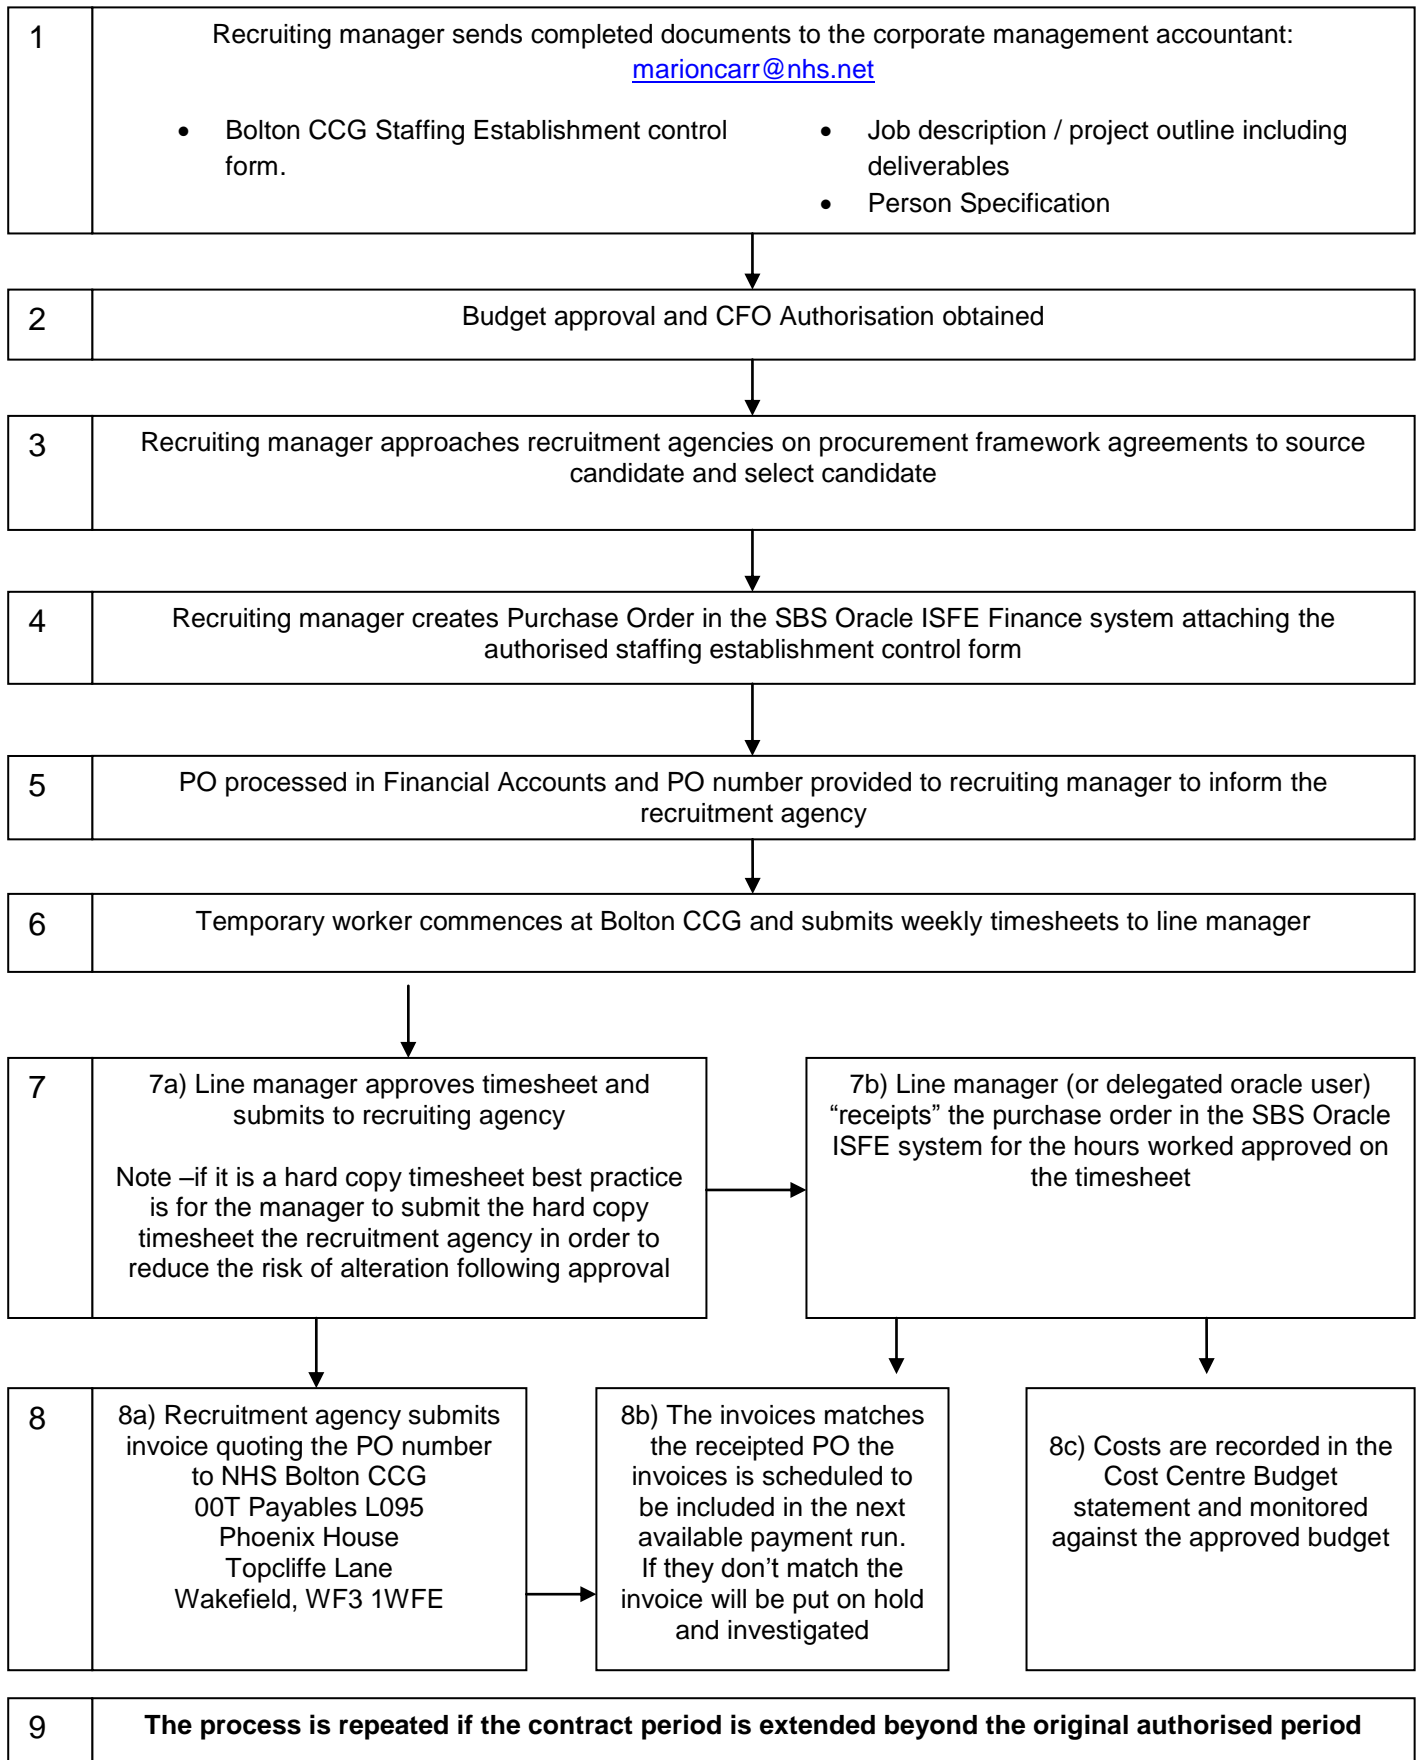 1
Recruiting manager sends completed documents to the corporate management accountant:
marioncarr@nhs.net
• Bolton CCG Staffing Establishment control
form.
• Job description / project outline including
deliverables
• Person Specification
2
Budget approval and CFO Authorisation obtained
3
Recruiting manager approaches recruitment agencies on procurement framework agreements to source
candidate and select candidate
4
Recruiting manager creates Purchase Order in the SBS Oracle ISFE Finance system attaching the
authorised staffing establishment control form
5
PO processed in Financial Accounts and PO number provided to recruiting manager to inform the
recruitment agency
6
Temporary worker commences at Bolton CCG and submits weekly timesheets to line manager
7
7a) Line manager approves timesheet and
submits to recruiting agency
Note –if it is a hard copy timesheet best practice
is for the manager to submit the hard copy
timesheet the recruitment agency in order to
reduce the risk of alteration following approval
7b) Line manager (or delegated oracle user)
“receipts” the purchase order in the SBS Oracle
ISFE system for the hours worked approved on
the timesheet
8
8a) Recruitment agency submits
invoice quoting the PO number
to NHS Bolton CCG
00T Payables L095
Phoenix House
Topcliffe Lane
Wakefield, WF3 1WFE
8b) The invoices matches
the receipted PO the
invoices is scheduled to
be included in the next
available payment run.
If they don’t match the
invoice will be put on hold
and investigated
8c) Costs are recorded in the
Cost Centre Budget
statement and monitored
against the approved budget
9
The process is repeated if the contract period is extended beyond the original authorised period